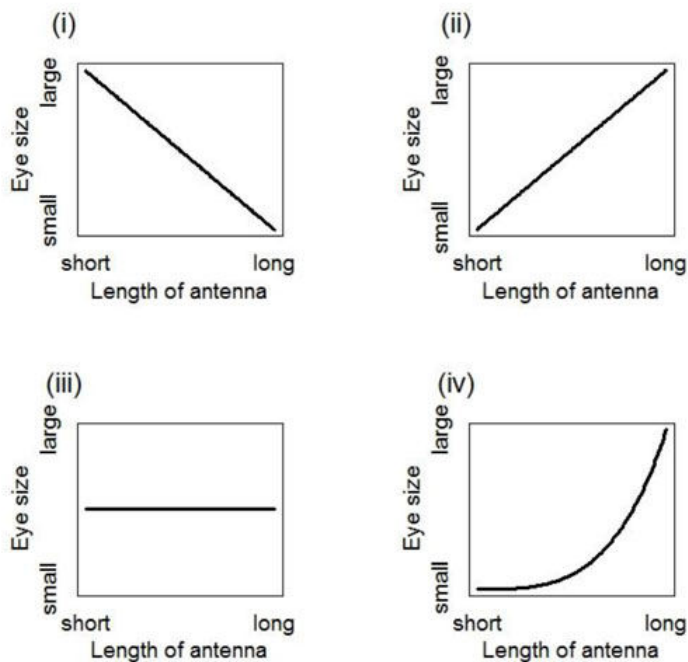 (i)
large
Eye size
small
short long
Length of antenna
(ii)
large
Eye size
small
short long
Length of antenna
(iii)
large
Eye size
small
short long
Length of antenna
(iv)
large
Eye size
small
short long
Length of antenna